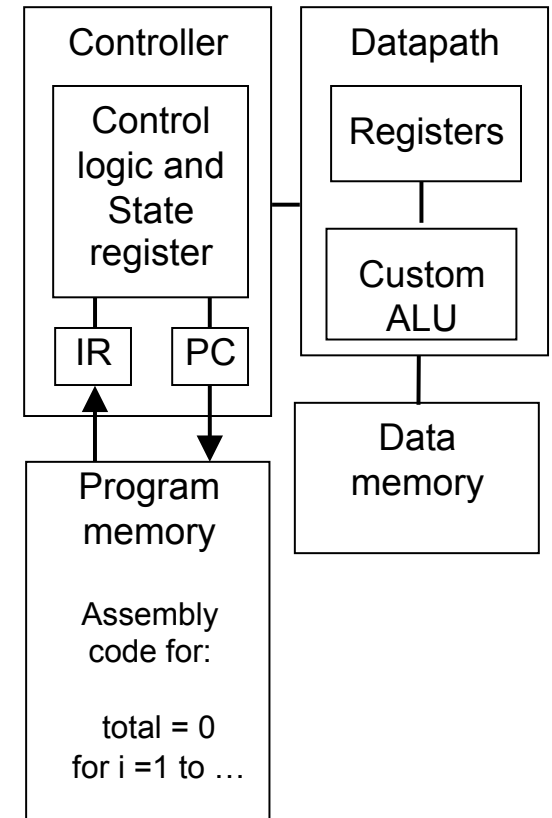 Controller
Control
logic and
State
register
IR
PC
Datapath
Registers
Custom
ALU
Data
memory
Program
memory
Assembly
code for:
total = 0
for i =1 to …